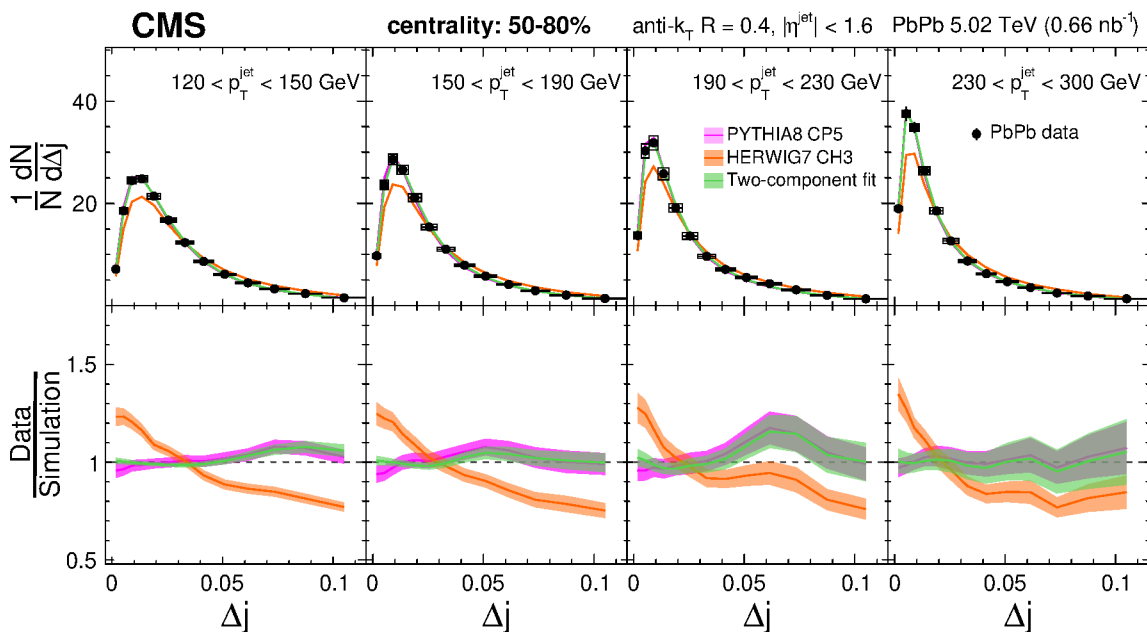 CMS centrality: 50-80% anti-k_T R = 0.4, |η^jet| < 1.6 PbPb 5.02 TeV (0.66 nb⁻¹)
120 < p_T^jet < 150 GeV 150 < p_T^jet < 190 GeV 190 < p_T^jet < 230 GeV 230 < p_T^jet < 300 GeV
40
PYTHIA8 CP5 PbPb data
HERWIG7 CH3
Two-component fit
1/N dN/dΔj
20
1.5
Data/Simulation
1
0.5
0 0.05 0.1 0 0.05 0.1 0 0.05 0.1 0 0.05 0.1
Δj Δj Δj Δj